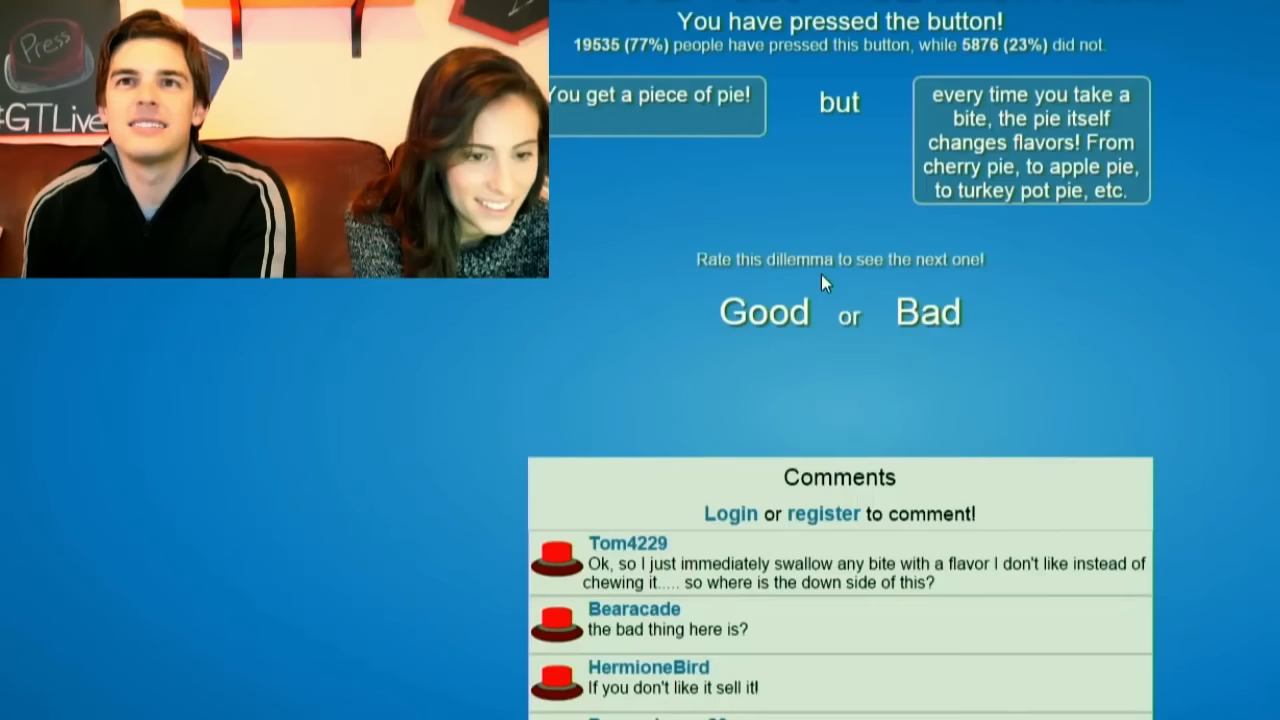 Press
#GTLive
You have pressed the button!
19535 (77%) people have pressed this button, while 5876 (23%) did not.
You get a piece of pie!
but
every time you take a
bite, the pie itself
changes flavors! From
cherry pie, to apple pie,
to turkey pot pie, etc.
Rate this dillemma to see the next one!
Good or Bad
Comments
Login or register to comment!
Tom4229
Ok, so I just immediately swallow any bite with a flavor I don't like instead of
chewing it..... so where is the down side of this?
Bearacade
the bad thing here is?
HermioneBird
If you don't like it sell it!